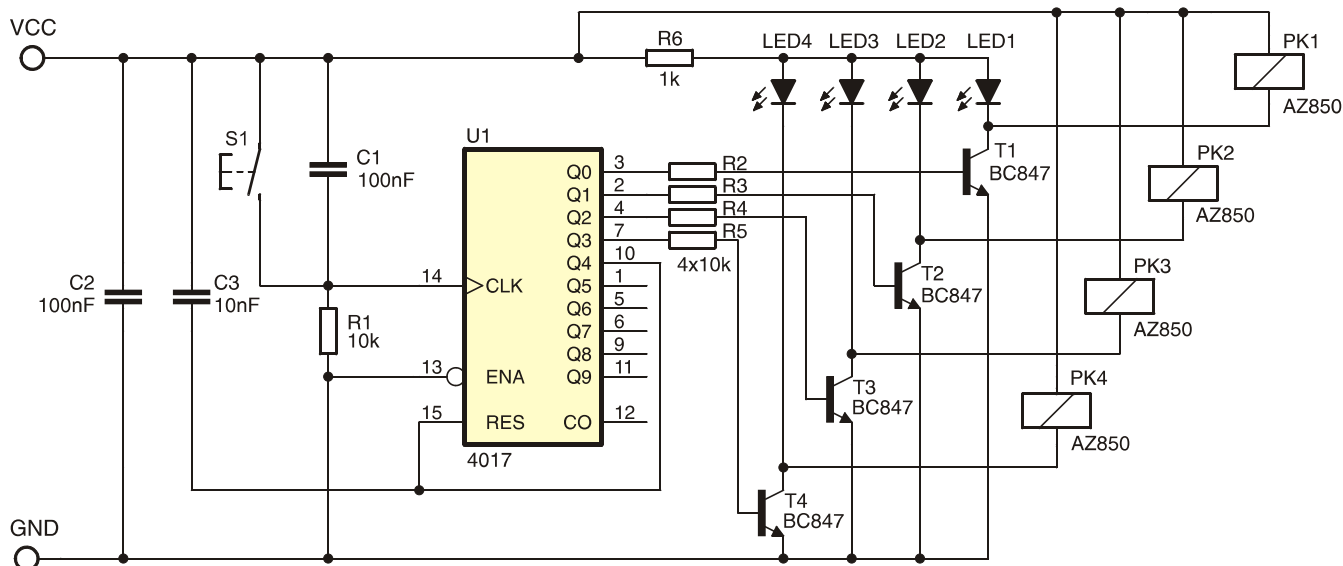 VCC
R6
1k
LED4
LED3
LED2
LED1
PK1
AZ850
S1
C1
100nF
U1
Q0
3
R2
T1
BC847
PK2
AZ850
Q1
2
R3
Q2
4
R4
Q3
7
R5
4x10k
Q4
10
C2
100nF
C3
10nF
14
CLK
Q5
1
T2
BC847
PK3
AZ850
R1
10k
Q6
5
Q7
6
Q8
9
13
ENA
Q9
11
T3
BC847
PK4
AZ850
15
RES
CO
12
4017
T4
BC847
GND